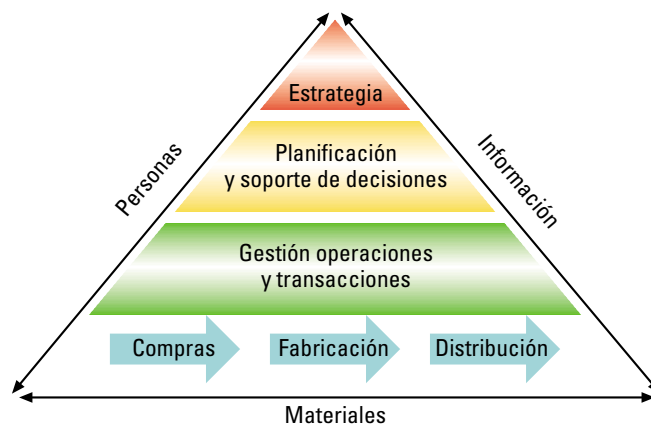 Estrategia
Personas
Información
Planificación
y soporte de decisiones
Gestión operaciones
y transacciones
Compras
Fabricación
Distribución
Materiales